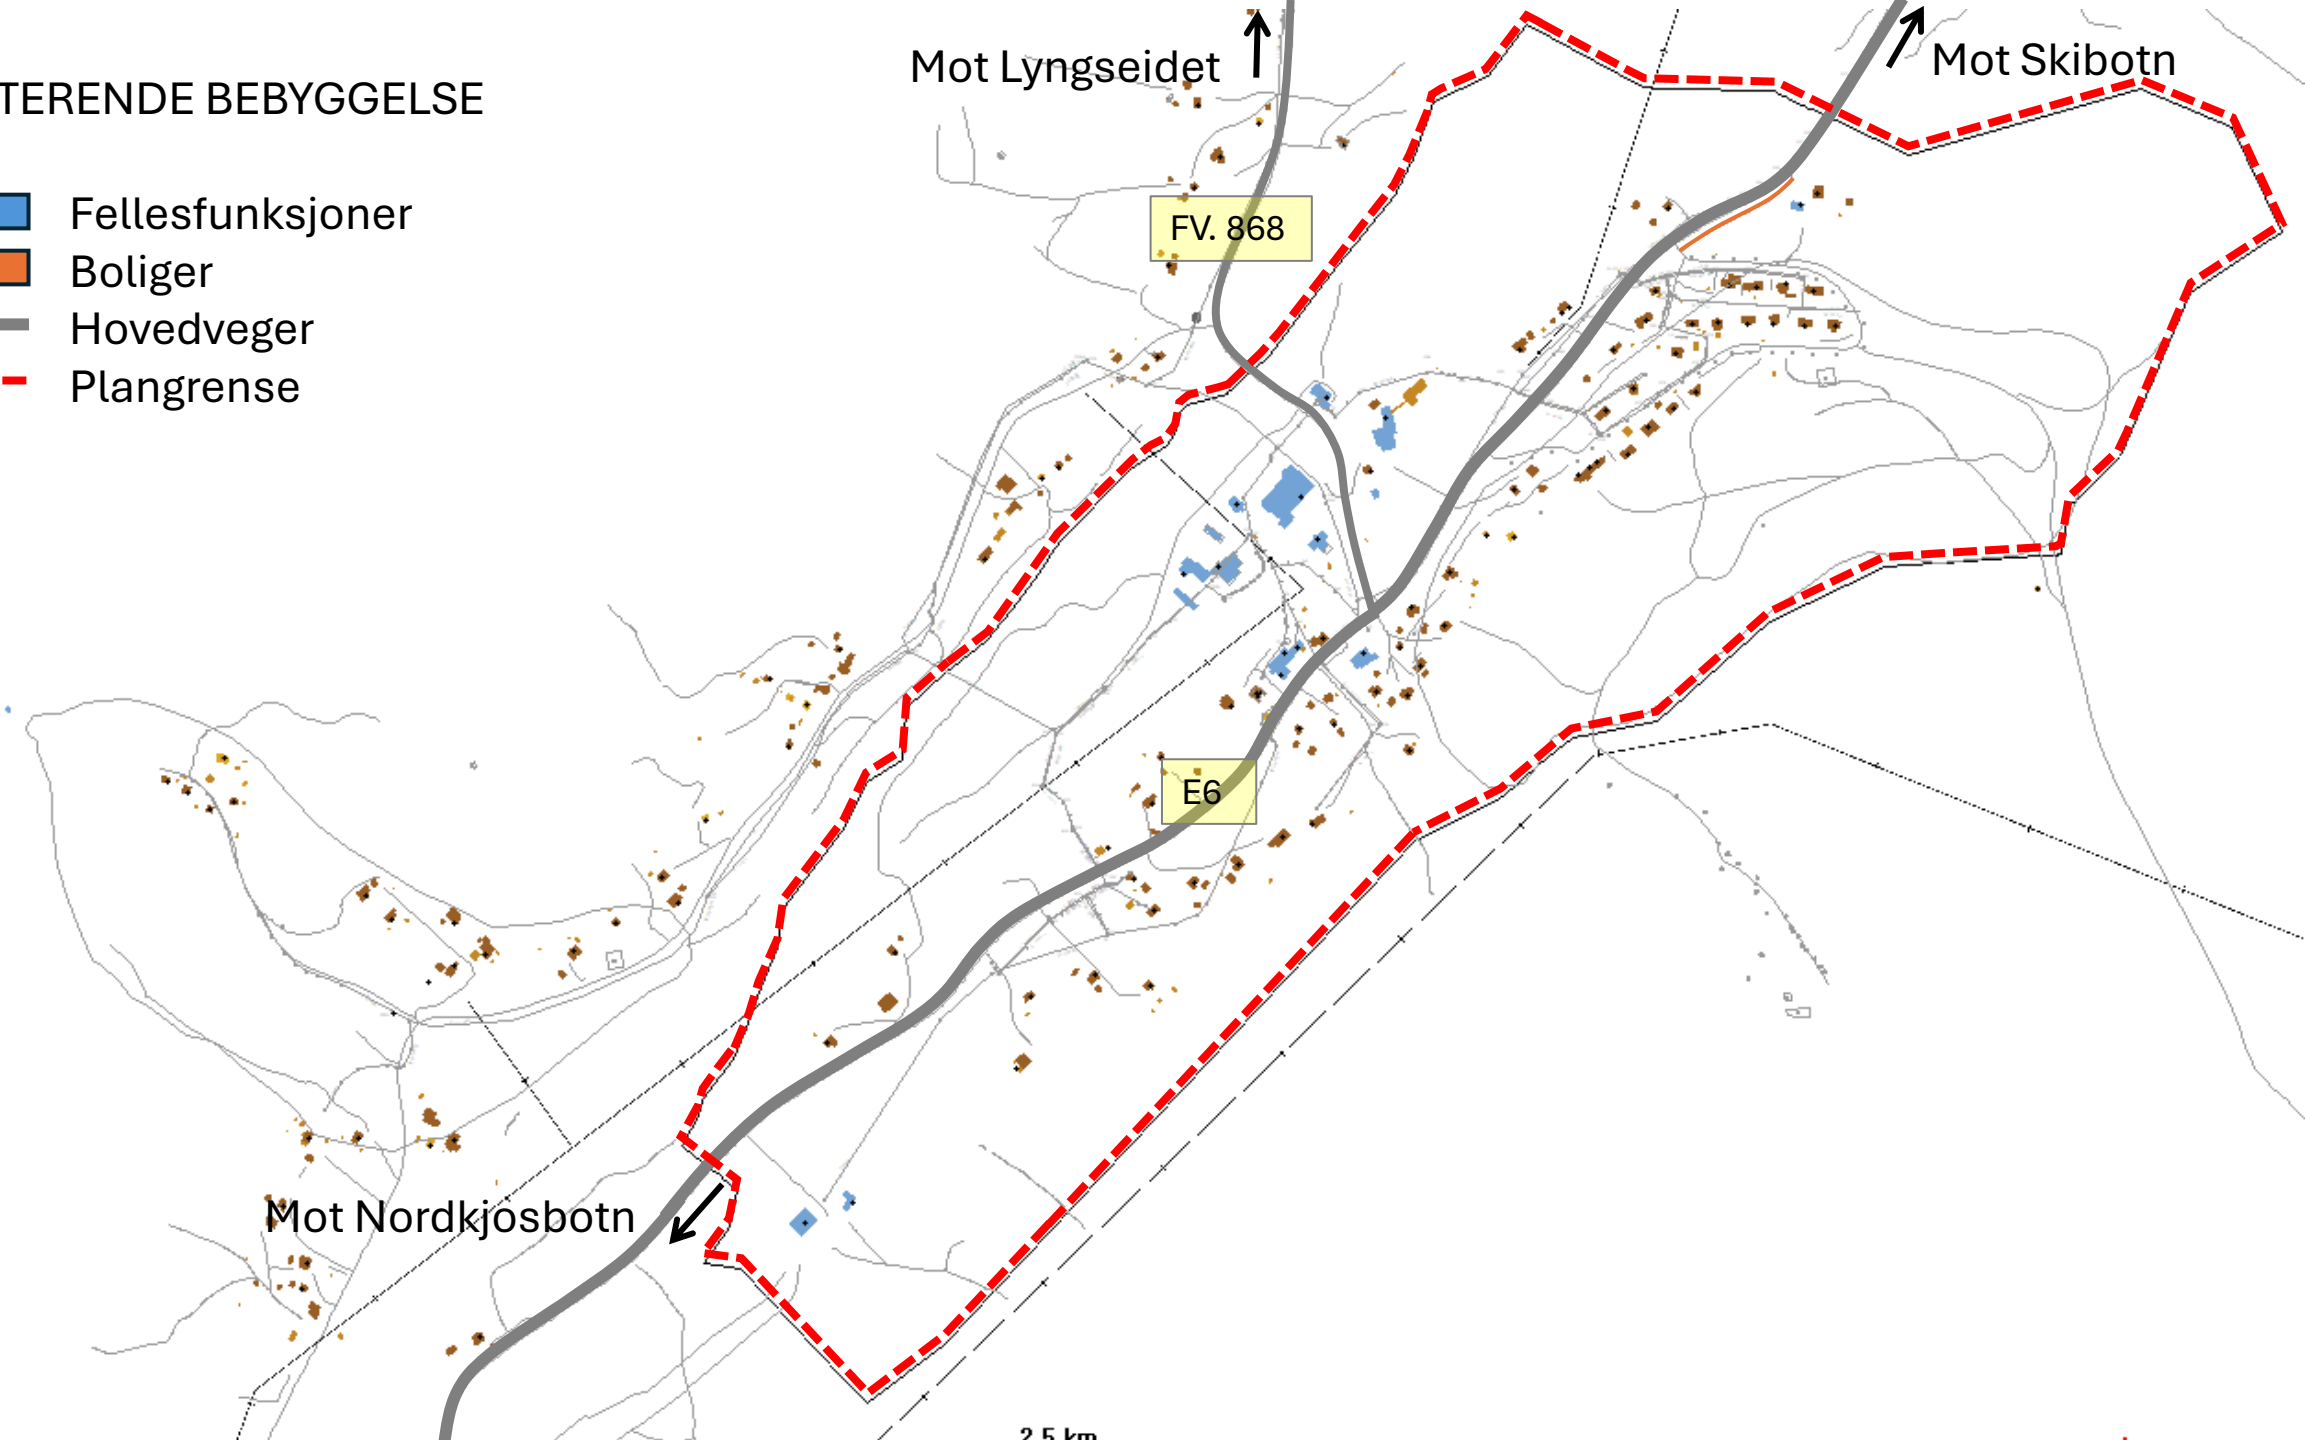 Mot Lyngseidet
Mot Skibotn
TERENDE BEBYGGELSE
Fellesfunksjoner
Boliger
Hovedveger
Plangrense
FV. 868
E6
Mot Nordkjosbotn
2.5 km